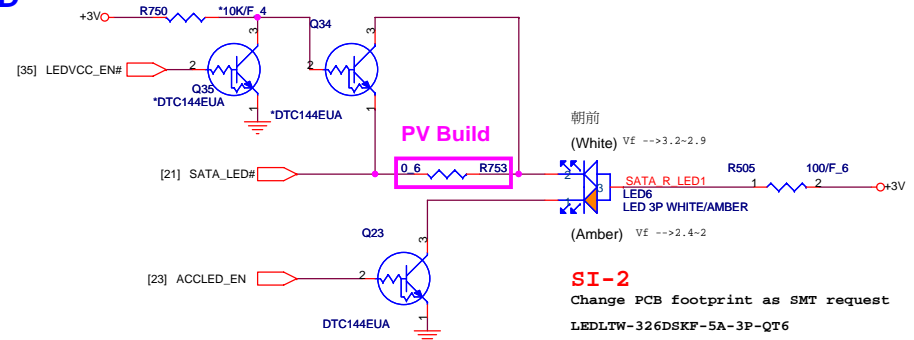 D
+3V
R750
*10K/F_4
Q34
3
3
[35] LEDVCC_EN#
2
2
Q35
*DTC144EUA
1
*DTC144EUA
1
PV Build
朝前
(White) Vf -->3.2~2.9
[21] SATA_LED#
0_6
R753
2
SATA_R_LED1
R505
100/F_6
1
2
+3V
3
LED6
LED 3P WHITE/AMBER
1
(Amber) Vf -->2.4~2
Q23
3
[23] ACCLED_EN
2
DTC144EUA
1
SI-2
Change PCB footprint as SMT request
LEDLTW-326DSKF-5A-3P-QT6